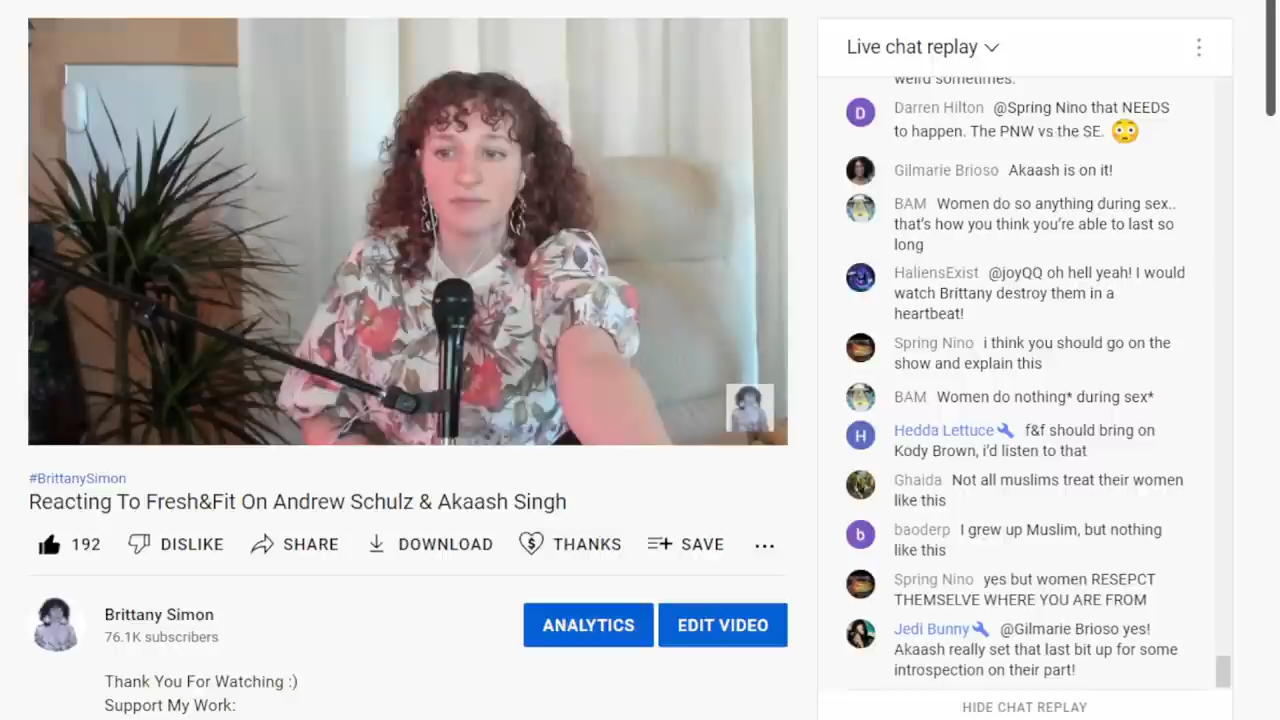 #BrittanySimon
Reacting To Fresh&Fit On Andrew Schulz & Akaash Singh
192
DISLIKE
SHARE
DOWNLOAD
THANKS
SAVE
Brittany Simon
76.1K subscribers
ANALYTICS
EDIT VIDEO
Thank You For Watching :)
Support My Work:
Live chat replay
weird sometimes.
D
Darren Hilton @Spring Nino that NEEDS
to happen. The PNW vs the SE.
Gilmarie Brioso Akaash is on it!
BAM Women do so anything during sex..
that's how you think you're able to last so
long
HaliensExist @joyQQ oh hell yeah! I would
watch Brittany destroy them in a
heartbeat!
Spring Nino i think you should go on the
show and explain this
BAM Women do nothing* during sex*
H
Hedda Lettuce f&f should bring on
Kody Brown, i'd listen to that
Ghaida Not all muslims treat their women
like this
b
baoderp I grew up Muslim, but nothing
like this
Spring Nino yes but women RESEPCT
THEMSELVE WHERE YOU ARE FROM
Jedi Bunny @Gilmarie Brioso yes!
Akaash really set that last bit up for some
introspection on their part!
HIDE CHAT REPLAY